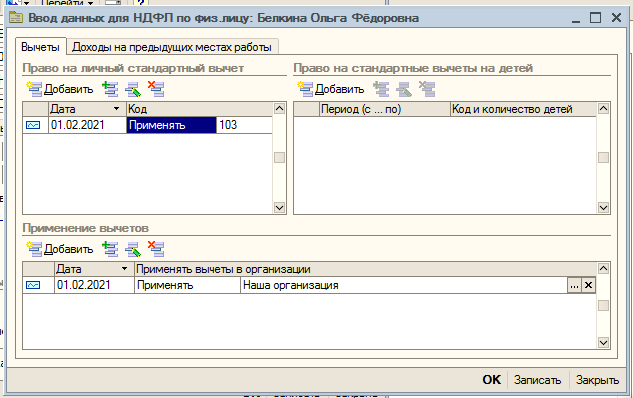 Перейти
Ввод данных для НДФЛ по физ.лицу: Белкина Ольга Фёдоровна
Вычеты
Доходы на предыдущих местах работы
Право на личный стандартный вычет
Право на стандартные вычеты на детей
Добавить
Добавить
Дата
Код
Период (с ... по)
Код и количество детей
01.02.2021
Применять
103
Применение вычетов
Добавить
Дата
Применять вычеты в организации
01.02.2021
Применять
Наша организация
...
OK
Записать
Закрыть